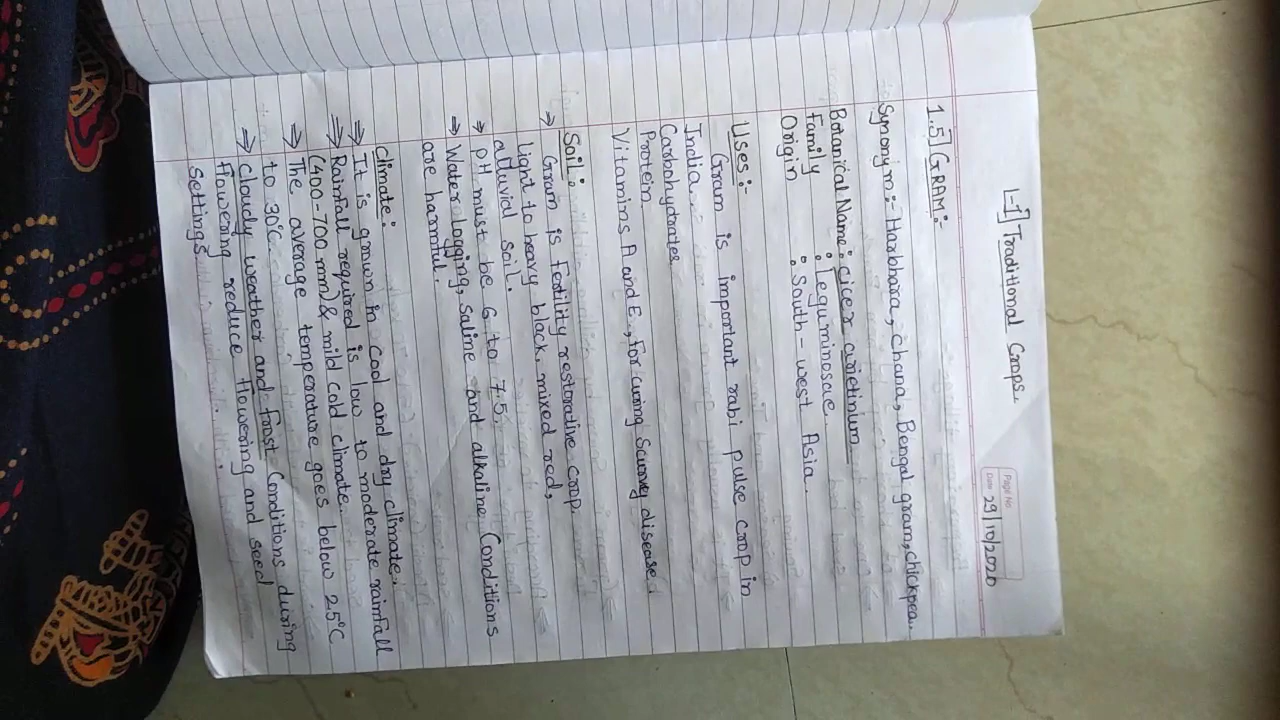 Page No.
Date 29/10/2020
L-1] Traditional Crops.
1.5] GRAM:-
Synonym:- Harbhara, chana, Bengal gram, chickpea.
Botanical Name: cicer arietinum
Family : Leguminosae.
Origin : South-west Asia.
Uses:-
Gram is important rabi pulse crop in
India.
Carbohydrates
Protein
Vitamins A and E, for curing Scurvy disease.
Soil:-
⇒ Gram is fertility restorative crop.
Light to heavy black, mixed red,
alluvial soil.
⇒ pH must be 6 to 7.5.
⇒ Water logging, saline and alkaline Conditions
are harmful.
climate:
⇒ It is grown in cool and dry climate.
⇒ Rainfall required is low to moderate rainfall
(400-700 mm) & mild cold climate.
⇒ The average temperature goes below 25°C
to 30°C.
⇒ Cloudy weather and frost Conditions during
flowering reduce flowering and seed
settings.